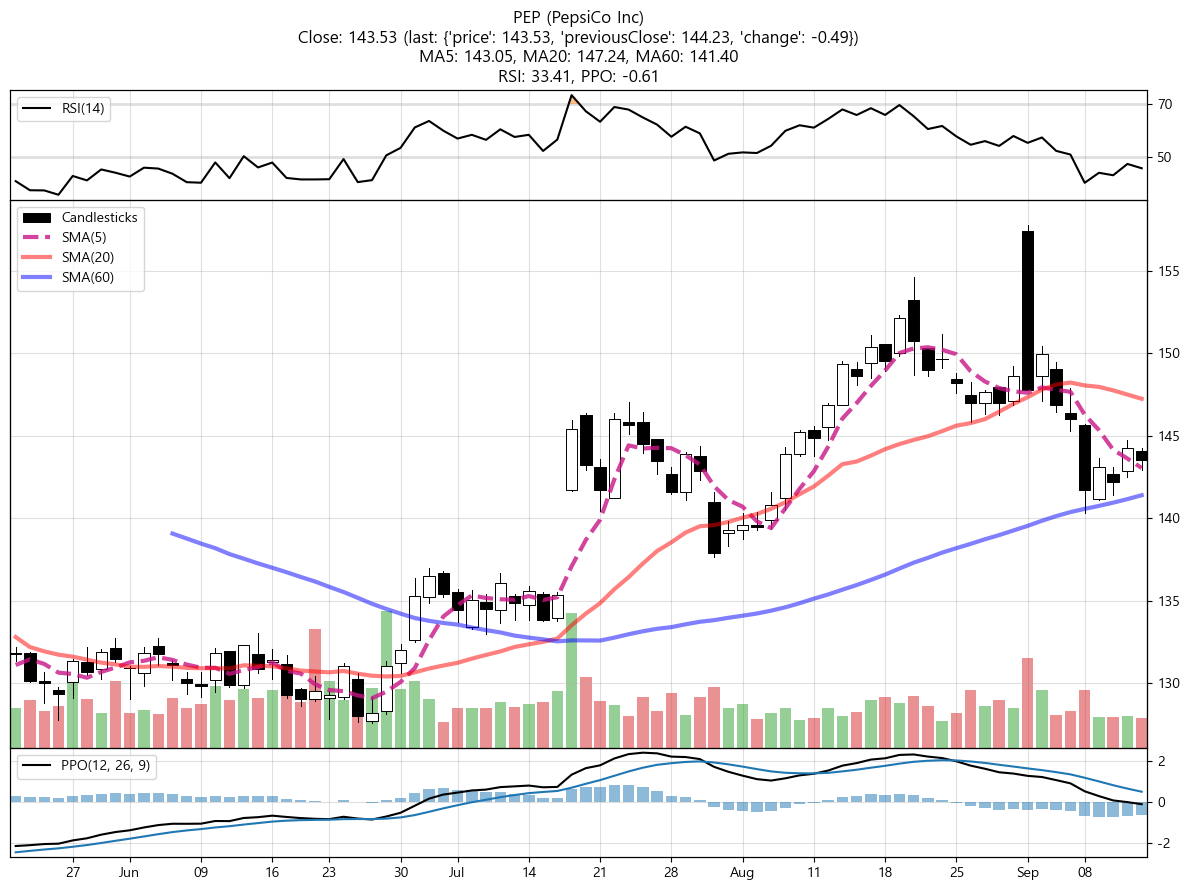 PEP (PepsiCo Inc)
Close: 143.53 (last: {'price': 143.53, 'previousClose': 144.23, 'change': -0.49})
MA5: 143.05, MA20: 147.24, MA60: 141.40
RSI: 33.41, PPO: -0.61
RSI(14)
70
50
Candlesticks
SMA(5)
SMA(20)
SMA(60)
155
150
145
140
135
130
PPO(12, 26, 9)
2
0
-2
27 Jun 09 16 23 30 Jul 14 21 28 Aug 11 18 25 Sep 08